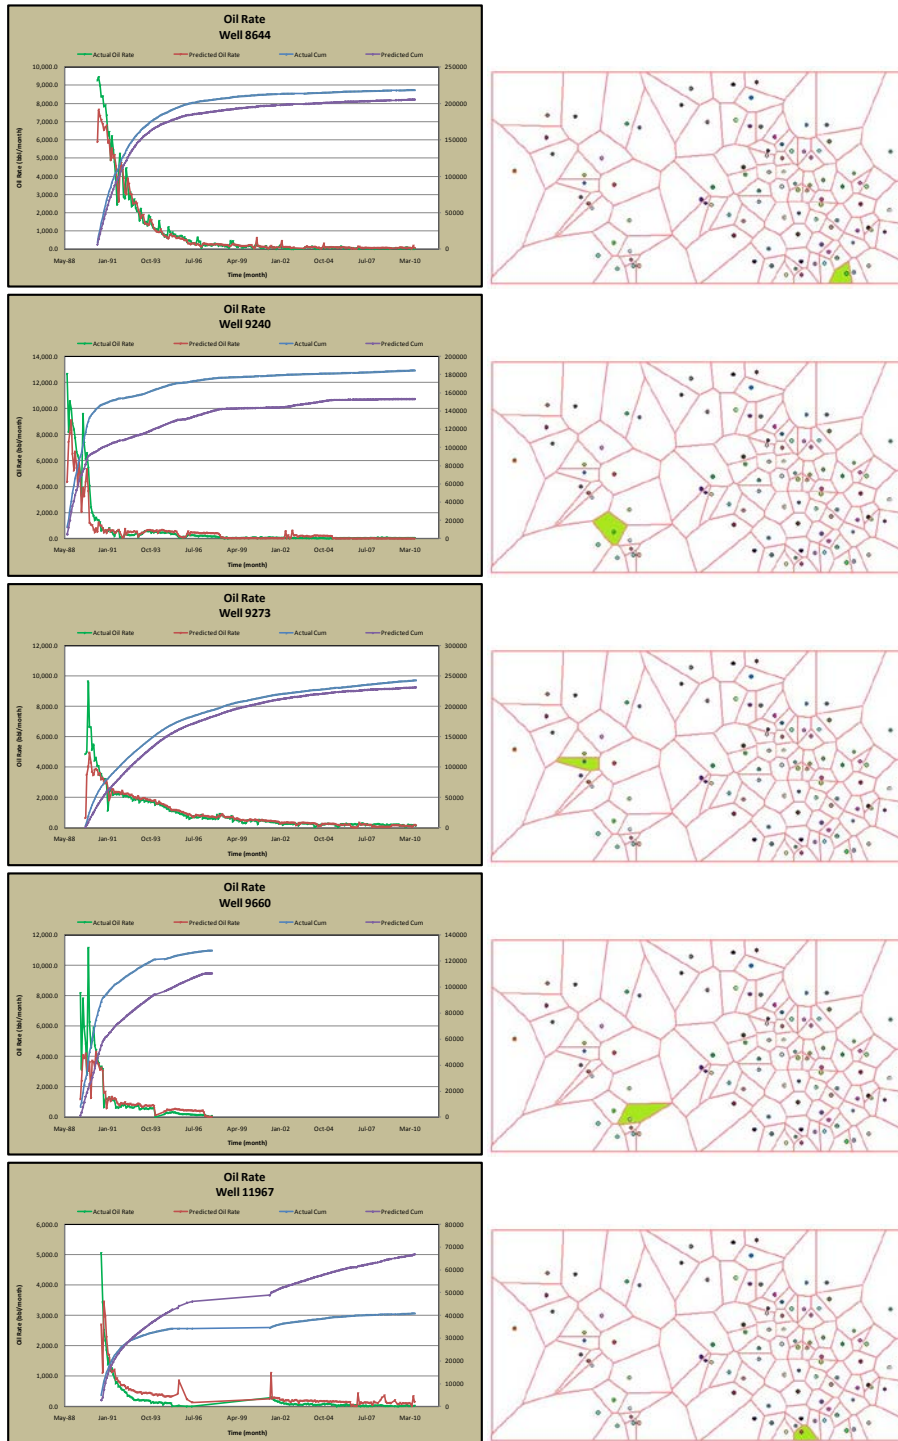 Oil Rate
Well 8644
Actual Oil Rate Predicted Oil Rate Actual Cum Predicted Cum
10,000.0 250000
9,000.0
8,000.0 200000
7,000.0
6,000.0 150000
5,000.0
4,000.0 100000
3,000.0
2,000.0 50000
1,000.0
0.0 0
Oil Rate (bbl/month)
May-88 Jan-91 Oct-93 Jul-96 Apr-99 Jan-02 Oct-04 Jul-07 Mar-10
Time (month)
Oil Rate
Well 9240
Actual Oil Rate Predicted Oil Rate Actual Cum Predicted Cum
14,000.0 200000
180000
12,000.0 160000
10,000.0 140000
8,000.0 120000
100000
6,000.0 80000
4,000.0 60000
40000
2,000.0 20000
0.0 0
Oil Rate (bbl/month)
May-88 Jan-91 Oct-93 Jul-96 Apr-99 Jan-02 Oct-04 Jul-07 Mar-10
Time (month)
Oil Rate
Well 9273
Actual Oil Rate Predicted Oil Rate Actual Cum Predicted Cum
12,000.0 300000
10,000.0 250000
8,000.0 200000
6,000.0 150000
4,000.0 100000
2,000.0 50000
0.0 0
Oil Rate (bbl/month)
May-88 Jan-91 Oct-93 Jul-96 Apr-99 Jan-02 Oct-04 Jul-07 Mar-10
Time (month)
Oil Rate
Well 9660
Actual Oil Rate Predicted Oil Rate Actual Cum Predicted Cum
12,000.0 140000
10,000.0 120000
8,000.0 100000
80000
6,000.0
60000
4,000.0 40000
2,000.0 20000
0.0 0
Oil Rate (bbl/month)
May-88 Jan-91 Oct-93 Jul-96 Apr-99 Jan-02 Oct-04 Jul-07 Mar-10
Time (month)
Oil Rate
Well 11967
Actual Oil Rate Predicted Oil Rate Actual Cum Predicted Cum
6,000.0 80000
5,000.0 70000
60000
4,000.0 50000
3,000.0 40000
2,000.0 30000
20000
1,000.0 10000
0.0 0
Oil Rate (bbl/month)
May-88 Jan-91 Oct-93 Jul-96 Apr-99 Jan-02 Oct-04 Jul-07 Mar-10
Time (month)